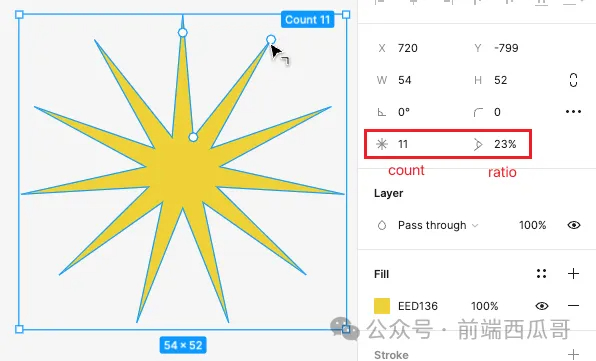 Count 11
54 × 52
X 720 Y -799
W 54 H 52
0° 0
11 23%
count ratio
Layer
Pass through 100%
Fill
EED136 100%
公众号 · 前端西瓜哥
Stroke